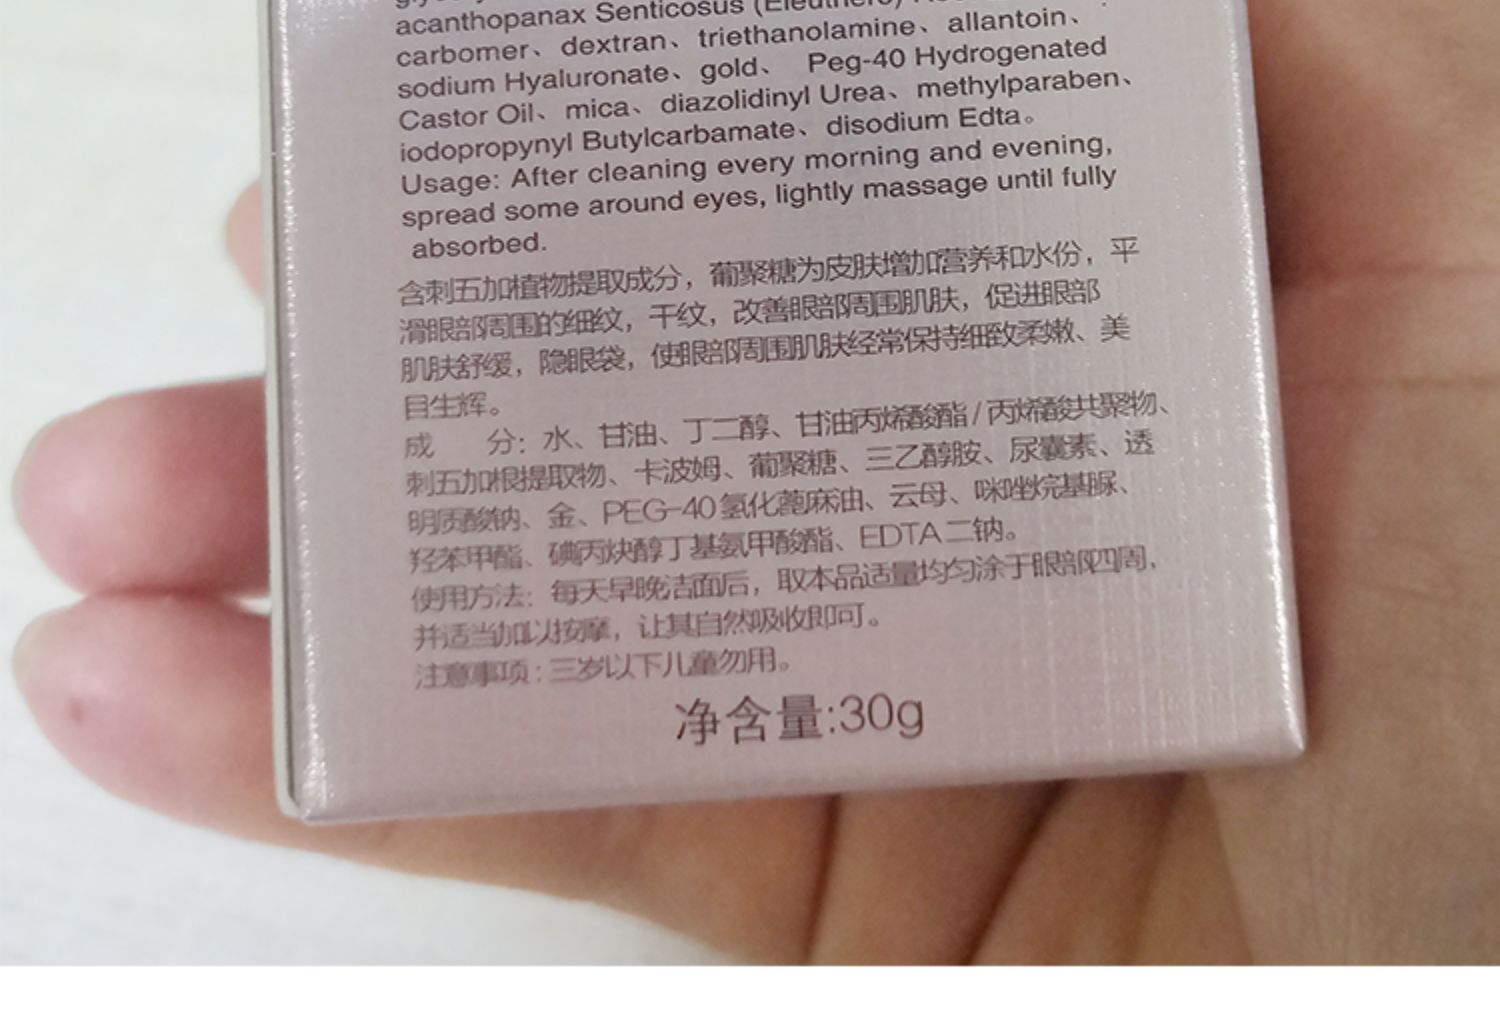 acanthopanax Senticosus (Eleuthero)
carbomer、dextran、triethanolamine、allantoin、
sodium Hyaluronate、gold、 Peg-40 Hydrogenated
Castor Oil、mica、diazolidinyl Urea、methylparaben、
iodopropynyl Butylcarbamate、disodium Edta。
Usage: After cleaning every morning and evening,
spread some around eyes, lightly massage until fully
absorbed.
含刺五加植物提取成分，葡聚糖为皮肤增加营养和水份，平
滑眼部周围的细纹，干纹，改善眼部周围肌肤，促进眼部
肌肤舒缓，隐眼袋，使眼部周围肌肤经常保持细致柔嫩、美
目生辉。
成 分：水、甘油、丁二醇、甘油丙烯酸酯/丙烯酸共聚物、
刺五加根提取物、卡波姆、葡聚糖、三乙醇胺、尿囊素、透
明质酸钠、金、PEG-40氢化蓖麻油、云母、咪唑烷基脲、
羟苯甲酯、碘丙炔醇丁基氨甲酸酯、EDTA二钠。
使用方法：每天早晚洁面后，取本品适量均匀涂于眼部四周，
并适当加以按摩，让其自然吸收即可。
注意事项：三岁以下儿童勿用。
净含量:30g